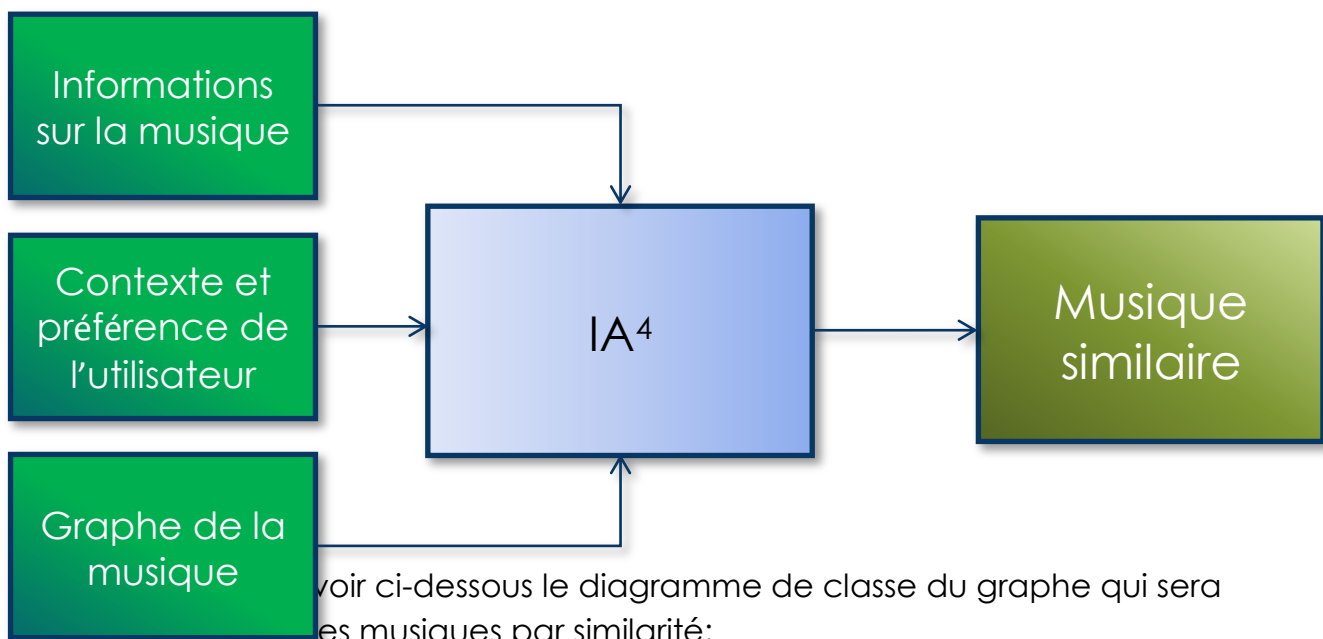 Informations
sur la musique
Contexte et
préférence de
l'utilisateur
IA⁴
Musique
similaire
Graphe de la
musique
voir ci-dessous le diagramme de classe du graphe qui sera
musiques par similarité: